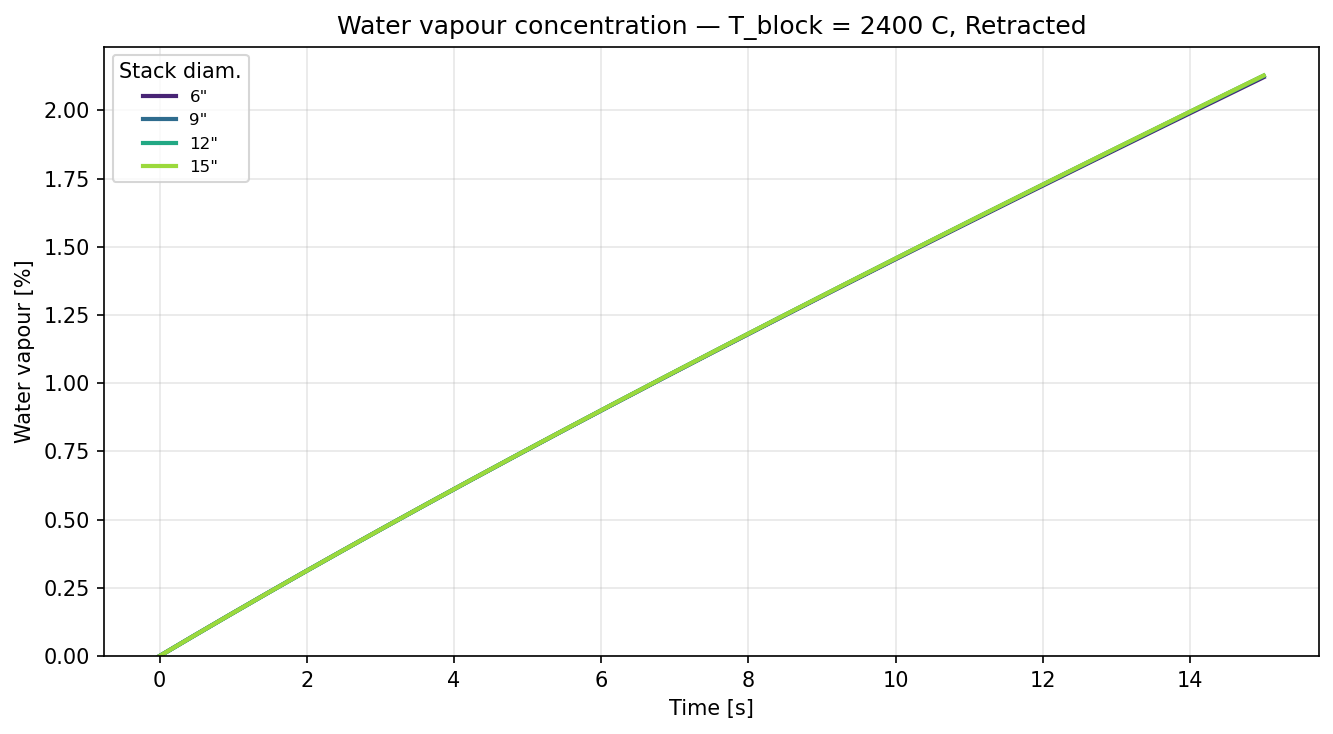 Water vapour concentration — T_block = 2400 C, Retracted
Stack diam.
6"
9"
12"
15"
2.00
1.75
1.50
1.25
1.00
0.75
0.50
0.25
0.00
Water vapour [%]
0 2 4 6 8 10 12 14
Time [s]